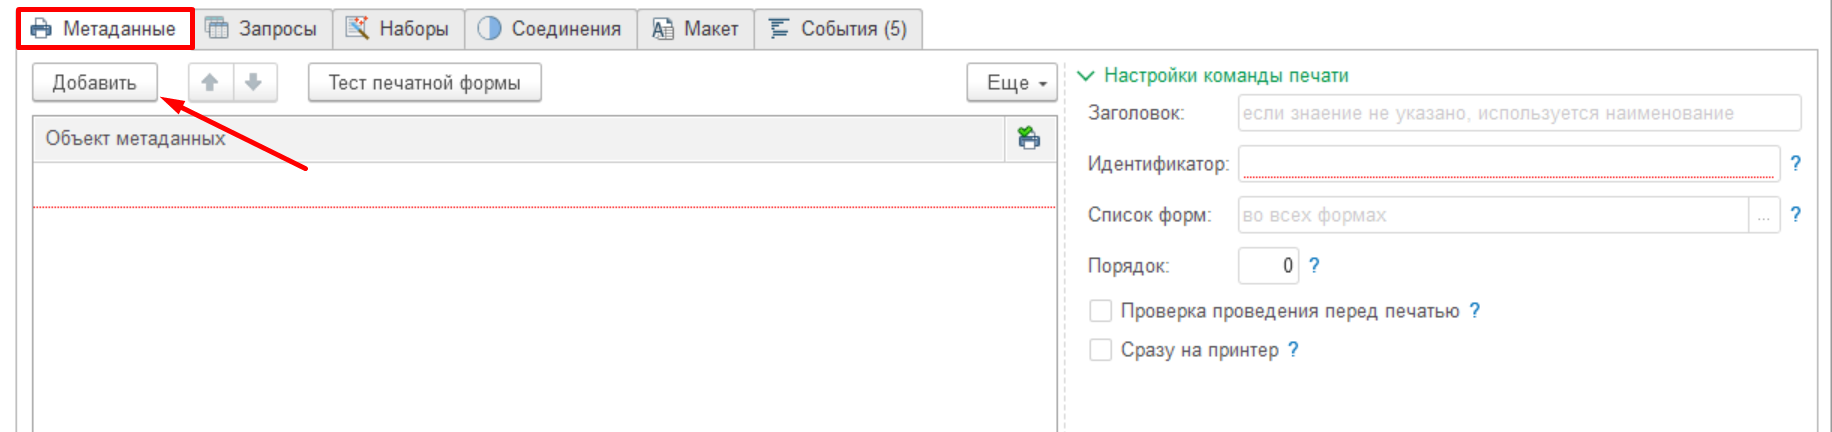 Метаданные Запросы Наборы Соединения Макет События (5)
Добавить Тест печатной формы Еще
Объект метаданных
Настройки команды печати
Заголовок: если знаение не указано, используется наименование
Идентификатор: ?
Список форм: во всех формах ... ?
Порядок: 0 ?
Проверка проведения перед печатью ?
Сразу на принтер ?